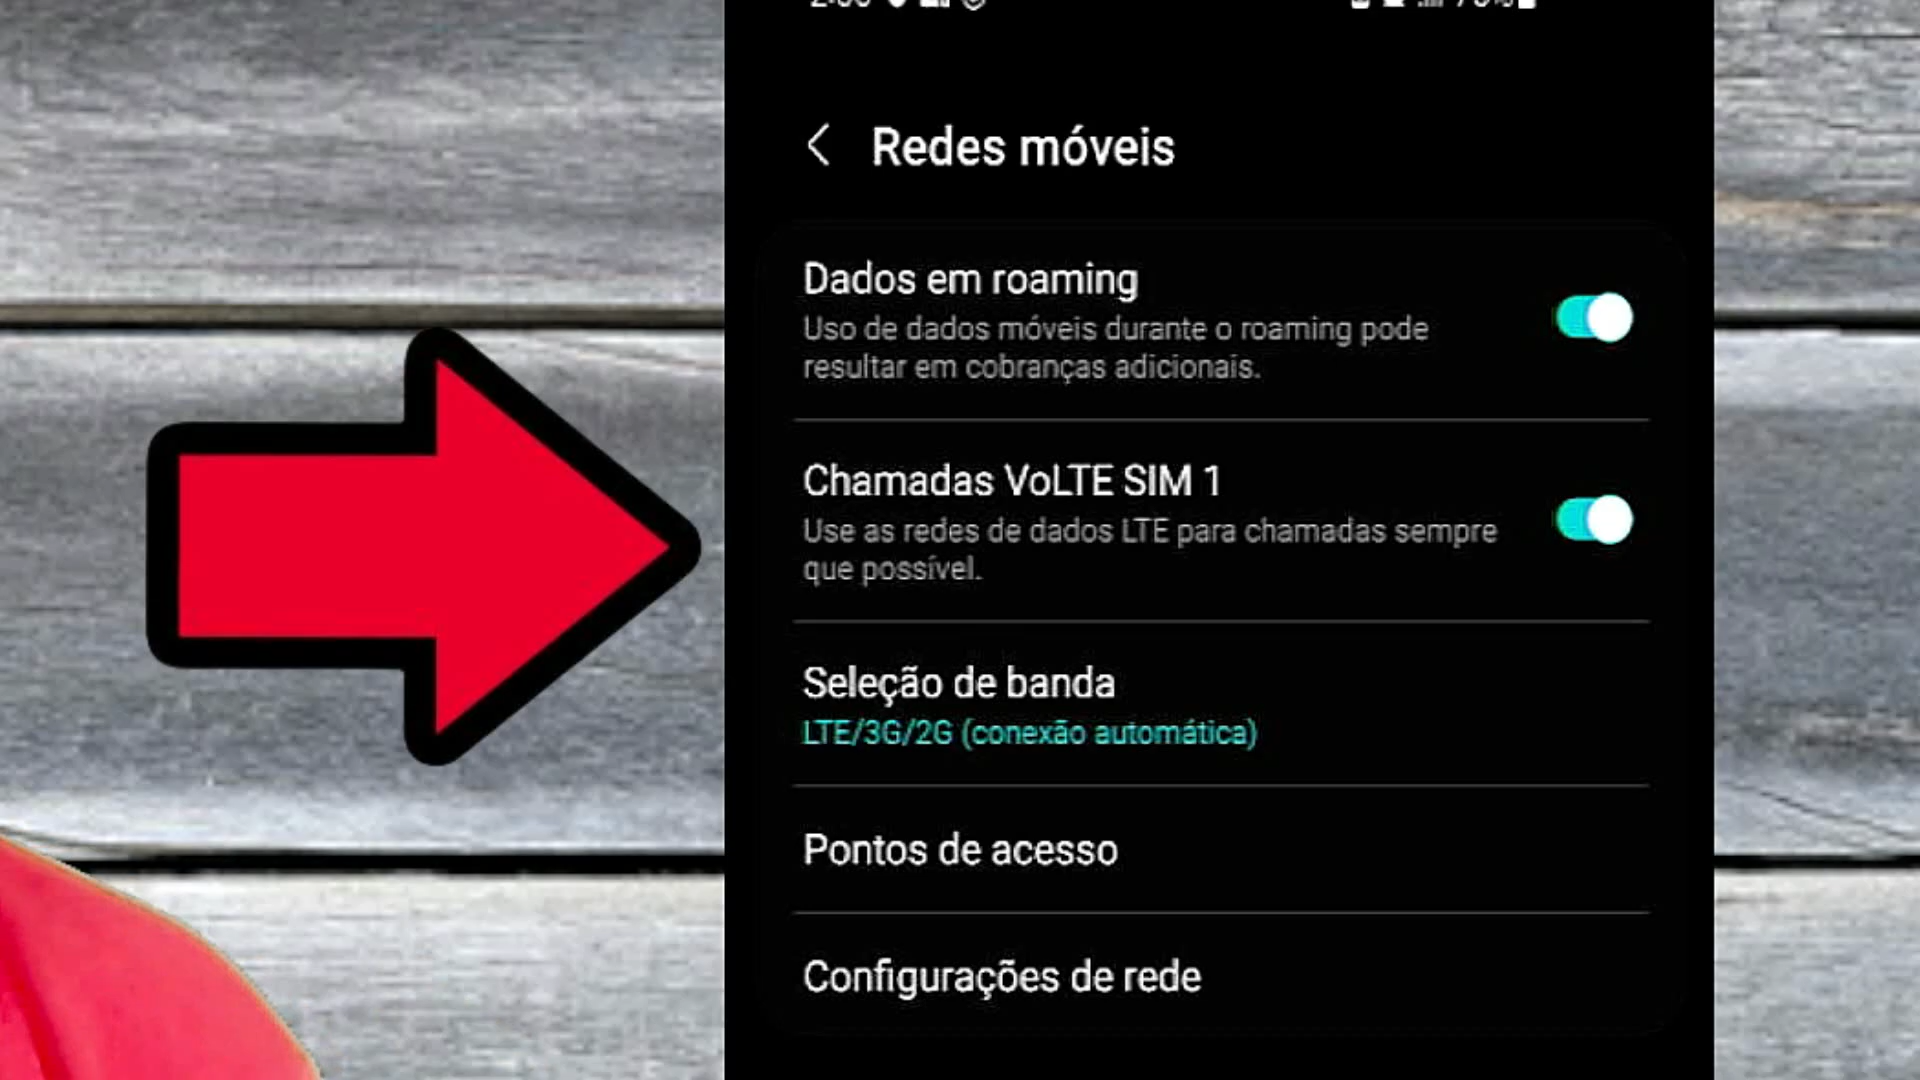 Redes móveis
Dados em roaming
Uso de dados móveis durante o roaming pode
resultar em cobranças adicionais.
Chamadas VoLTE SIM 1
Use as redes de dados LTE para chamadas sempre
que possível.
Seleção de banda
LTE/3G/2G (conexão automática)
Pontos de acesso
Configurações de rede